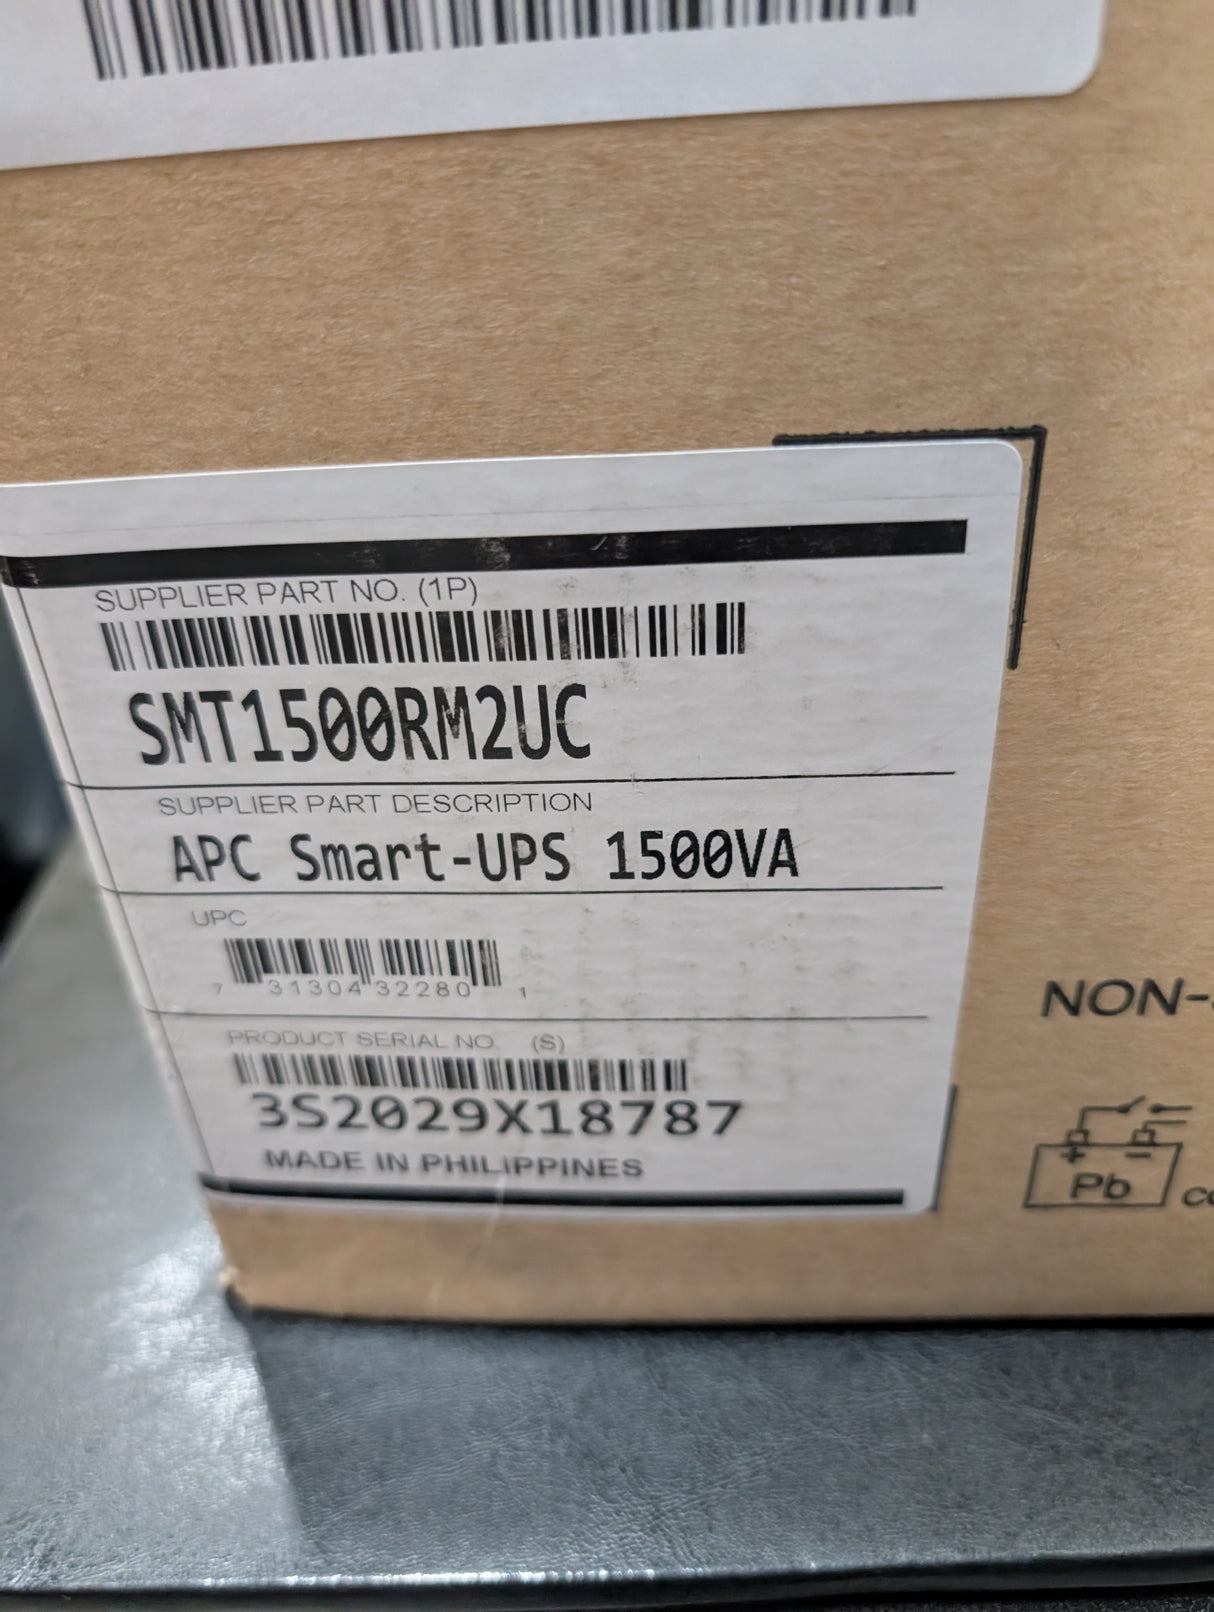 SUPPLIER PART NO. (1P)
SMT1500RM2UC
SUPPLIER PART DESCRIPTION
APC Smart-UPS 1500VA
UPC
7 31304 32280 1
PRODUCT SERIAL NO. (S)
3S2029X18787
MADE IN PHILIPPINES
NON-
+ -
Pb